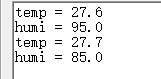 temp = 27.6
humi = 95.0
temp = 27.7
humi = 85.0